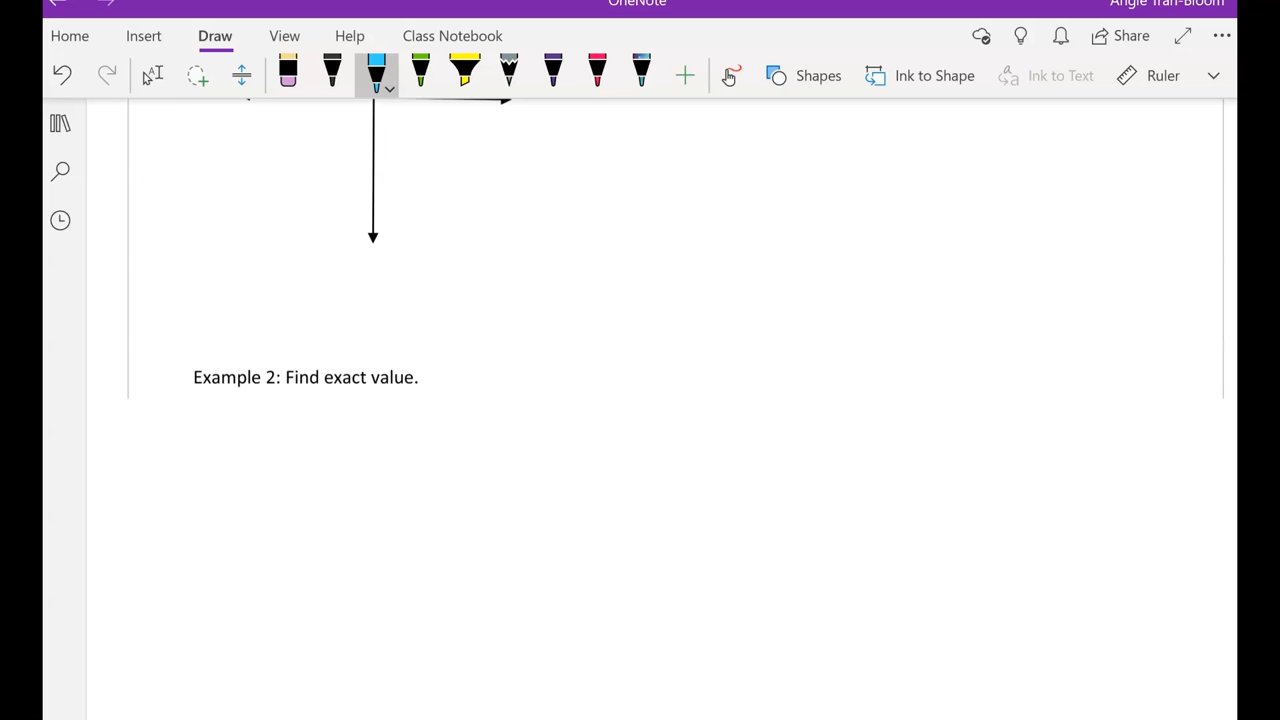 OneNote
Angie Tran-Bloom
Home Insert Draw View Help Class Notebook Share
Shapes Ink to Shape Ink to Text Ruler
Example 2: Find exact value.